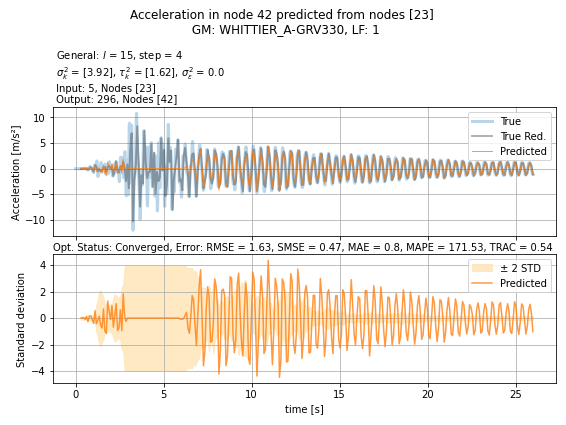 Acceleration in node 42 predicted from nodes [23]
GM: WHITTIER_A-GRV330, LF: 1
General: l = 15, step = 4
σ²ₖ = [3.92], τ²ₖ = [1.62], σ²ε = 0.0
Input: 5, Nodes [23]
Output: 296, Nodes [42]
10
5
0
−5
−10
Acceleration [m/s²]
True
True Red.
Predicted
Opt. Status: Converged, Error: RMSE = 1.63, SMSE = 0.47, MAE = 0.8, MAPE = 171.53, TRAC = 0.54
4
2
0
−2
−4
Standard deviation
± 2 STD
Predicted
0 5 10 15 20 25
time [s]